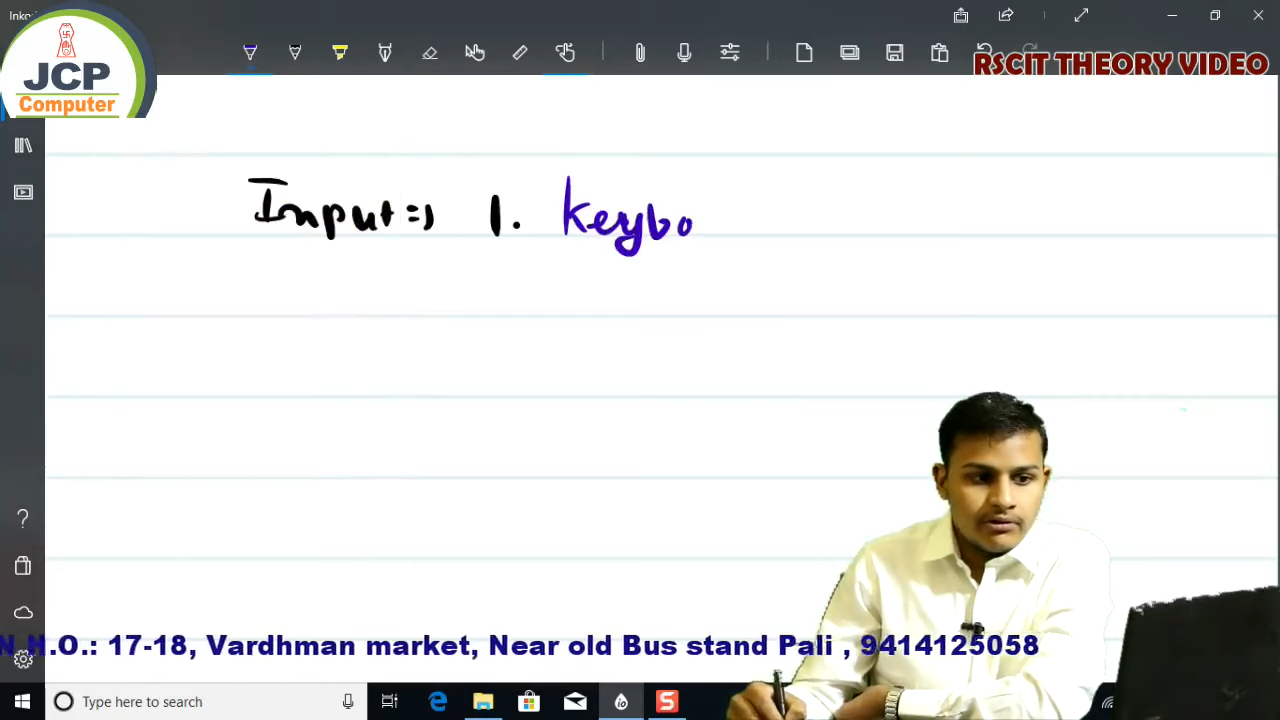 Inko
JCP
Computer
RSCIT THEORY VIDEO
Input => 1. Keybo
N H.O.: 17-18, Vardhman market, Near old Bus stand Pali , 9414125058
Type here to search